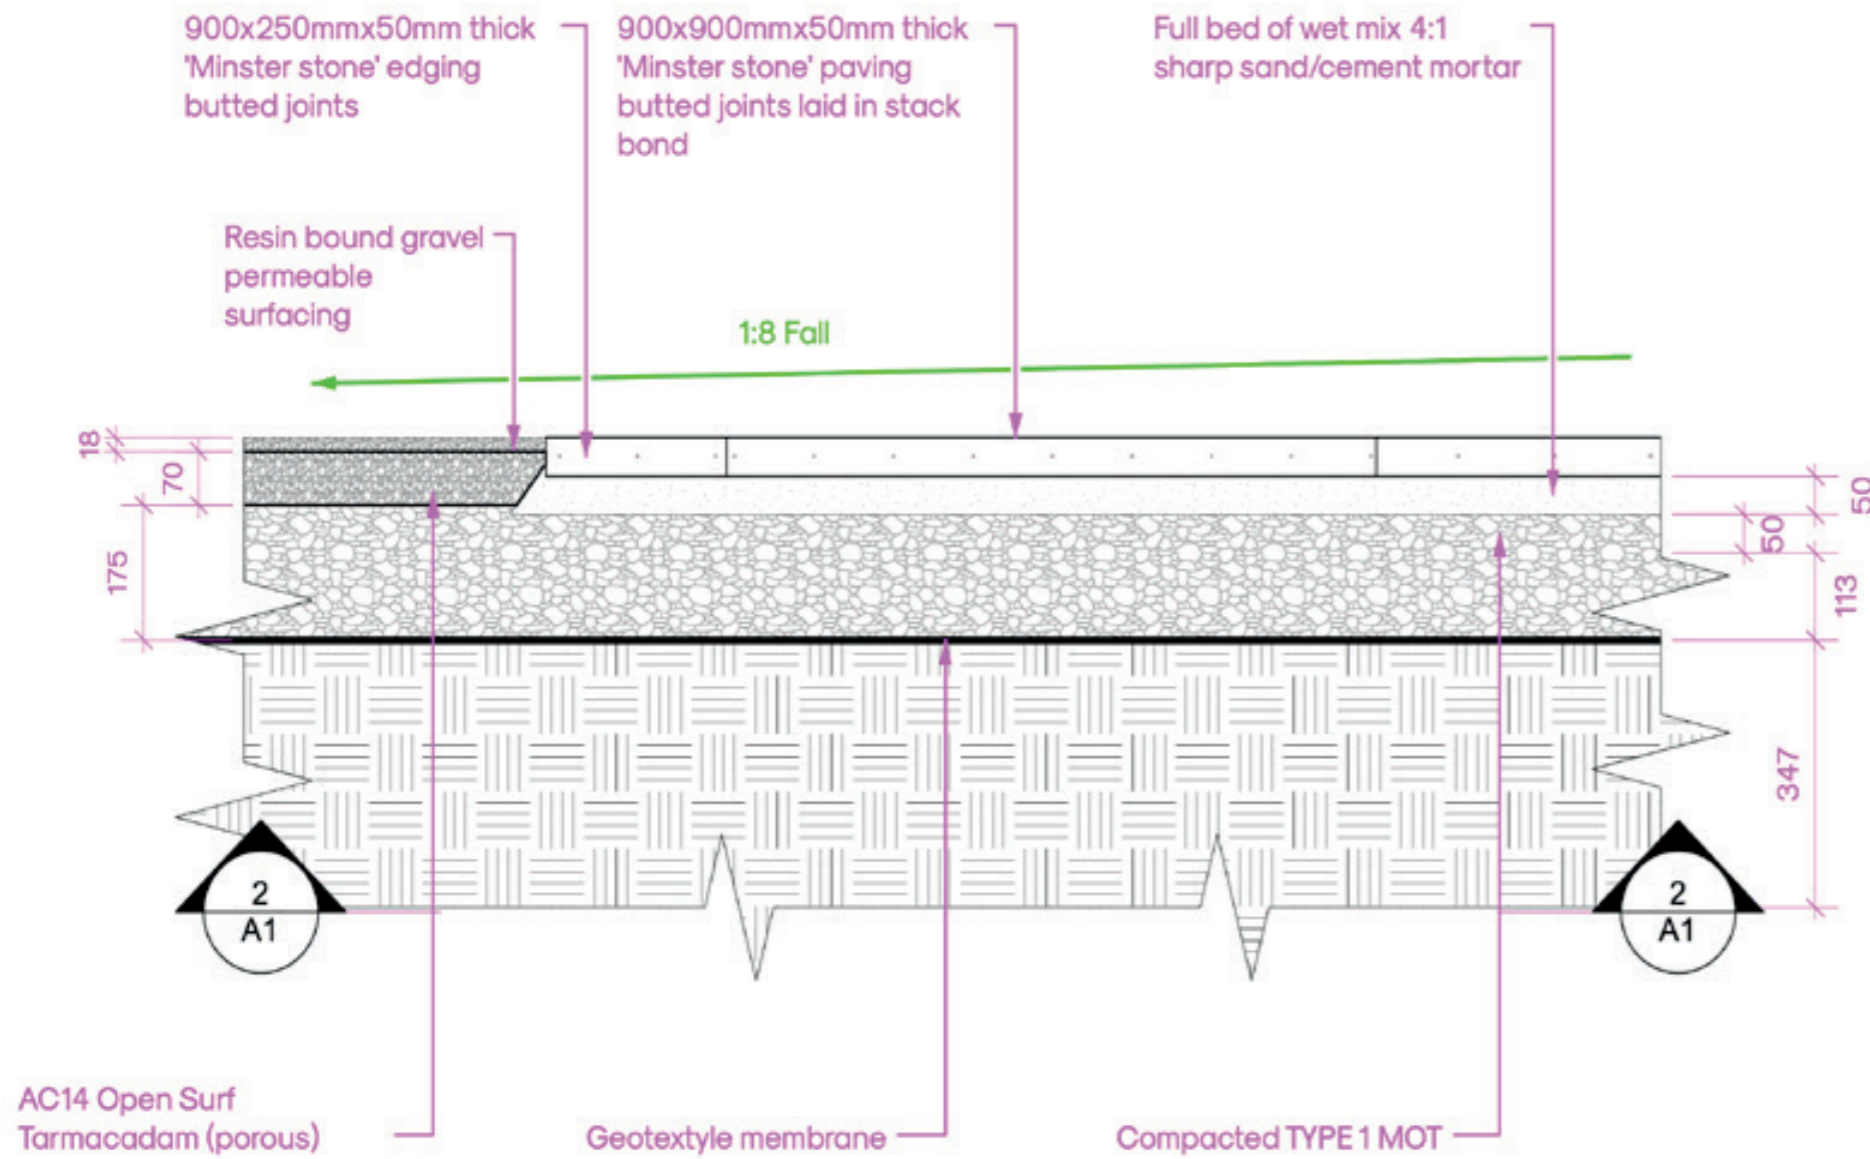 900x250mmx50mm thick
'Minster stone' edging
butted joints
900x900mmx50mm thick
'Minster stone' paving
butted joints laid in stack
bond
Full bed of wet mix 4:1
sharp sand/cement mortar
Resin bound gravel
permeable
surfacing
1:8 Fall
18
70
175
50
50
113
347
2
A1
2
A1
AC14 Open Surf
Tarmacadam (porous)
Geotextyle membrane
Compacted TYPE 1 MOT